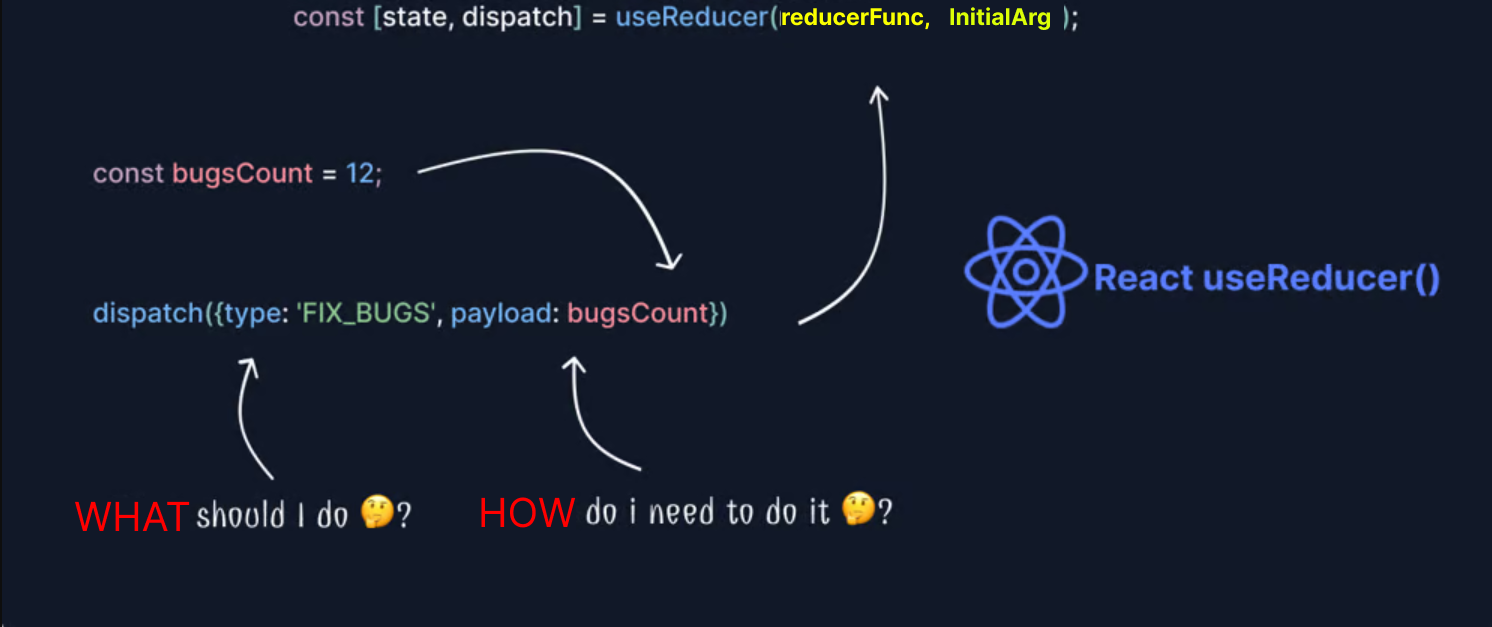 const [state, dispatch] = useReducer(reducerFunc, InitialArg );
const bugsCount = 12;
React useReducer()
dispatch({type: 'FIX_BUGS', payload: bugsCount})
WHAT should I do 🤔?
HOW do i need to do it 🤔?